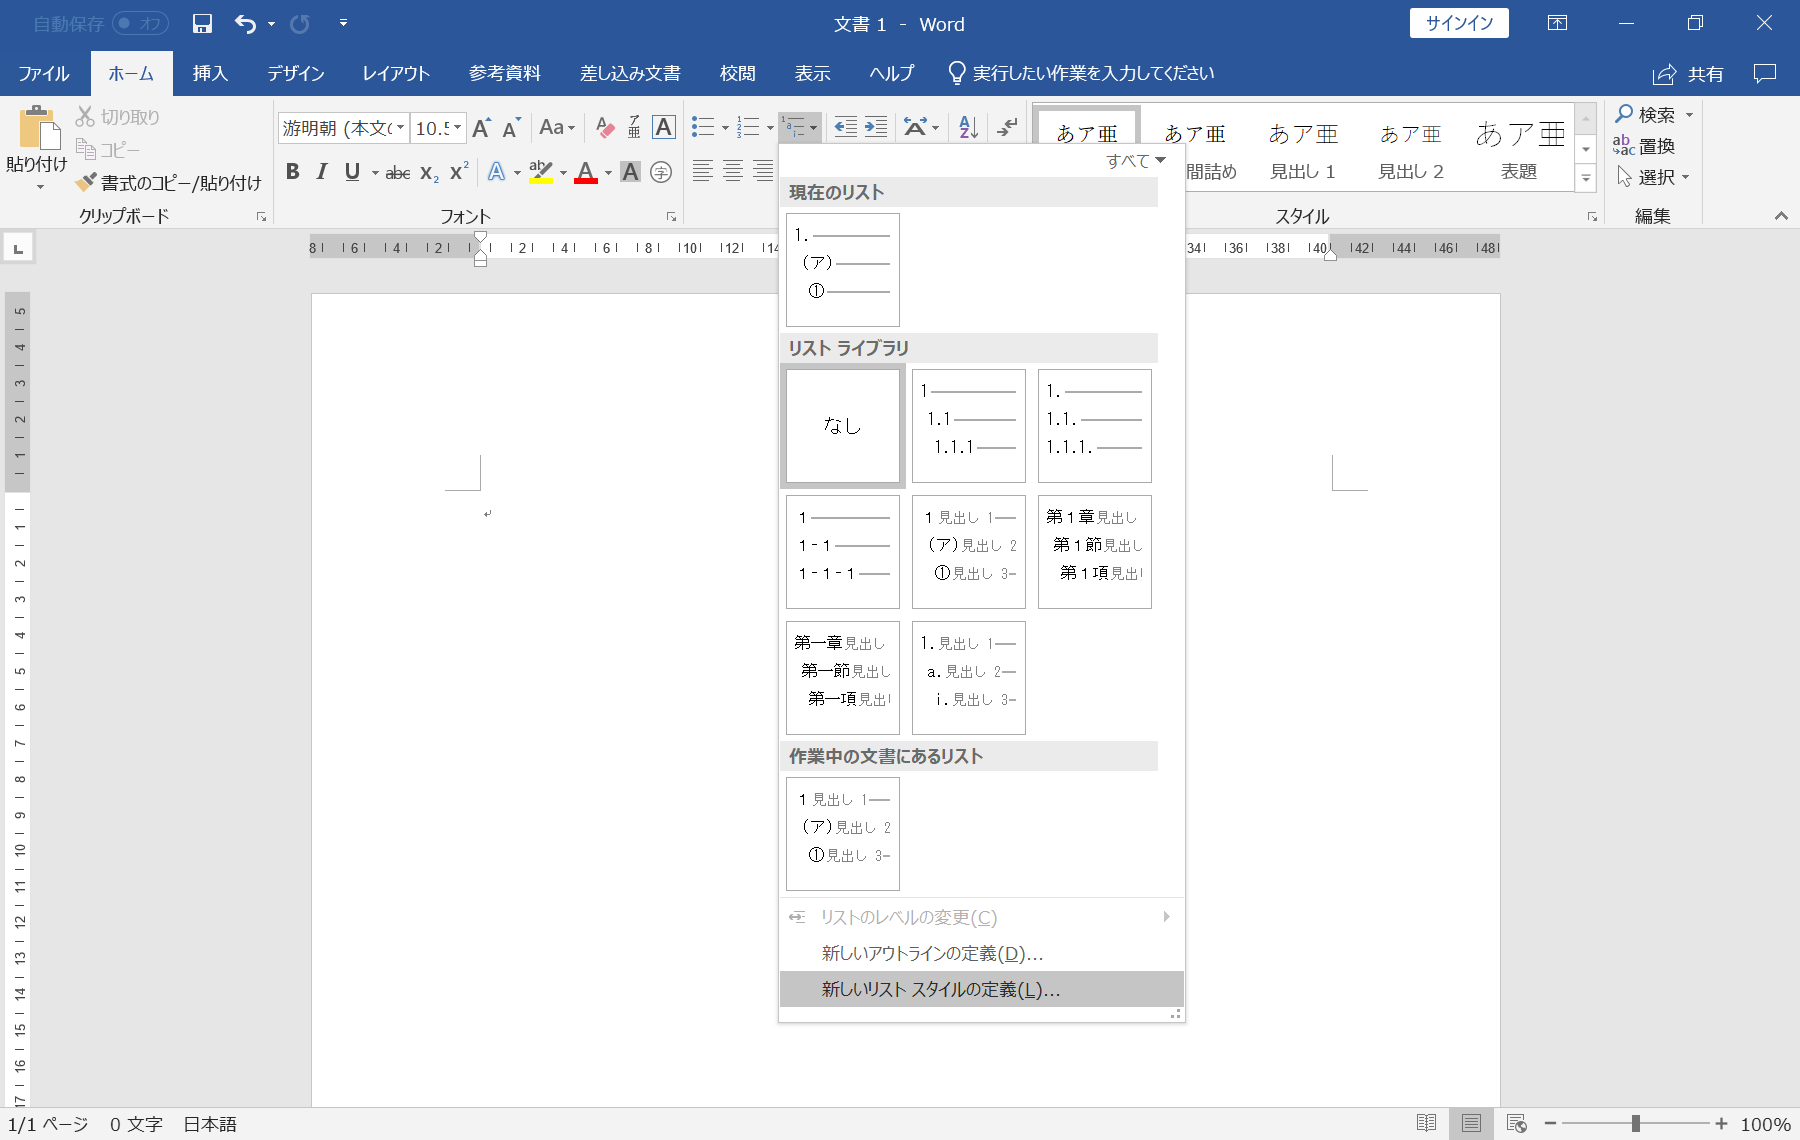 自動保存 オフ
文書 1 - Word
サインイン
ファイル ホーム 挿入 デザイン レイアウト 参考資料 差し込み文書 校閲 表示 ヘルプ 実行したい作業を入力してください 共有
貼り付け
切り取り
コピー
書式のコピー/貼り付け
クリップボード
游明朝 (本文( 10.5 A A Aa ア亜 A
B I U abc X₂ X² A ab A A 字
フォント
すべて
あア亜 あア亜 あア亜 あア亜 あア亜
間詰め 見出し 1 見出し 2 表題
スタイル
検索
置換
選択
編集
8 6 4 2 2 4 6 8 10 12 14 34 36 38 40 42 44 46 48
5 4 3 2 1 1 2 3 4 5 6 7 8 9 10 11 12 13 14 15 16 17
現在のリスト
1.
(ア)
①
リスト ライブラリ
なし
1
1.1
1.1.1
1.
1.1.
1.1.1.
1
1-1
1-1-1
1 見出し 1
(ア)見出し 2
①見出し 3
第1章見出し
第1節見出し
第1項見出し
第一章見出し
第一節見出し
第一項見出し
1.見出し 1
a.見出し 2
i.見出し 3
作業中の文書にあるリスト
1 見出し 1
(ア)見出し 2
①見出し 3
リストのレベルの変更(C)
新しいアウトラインの定義(D)...
新しいリスト スタイルの定義(L)...
1/1 ページ 0 文字 日本語
100%